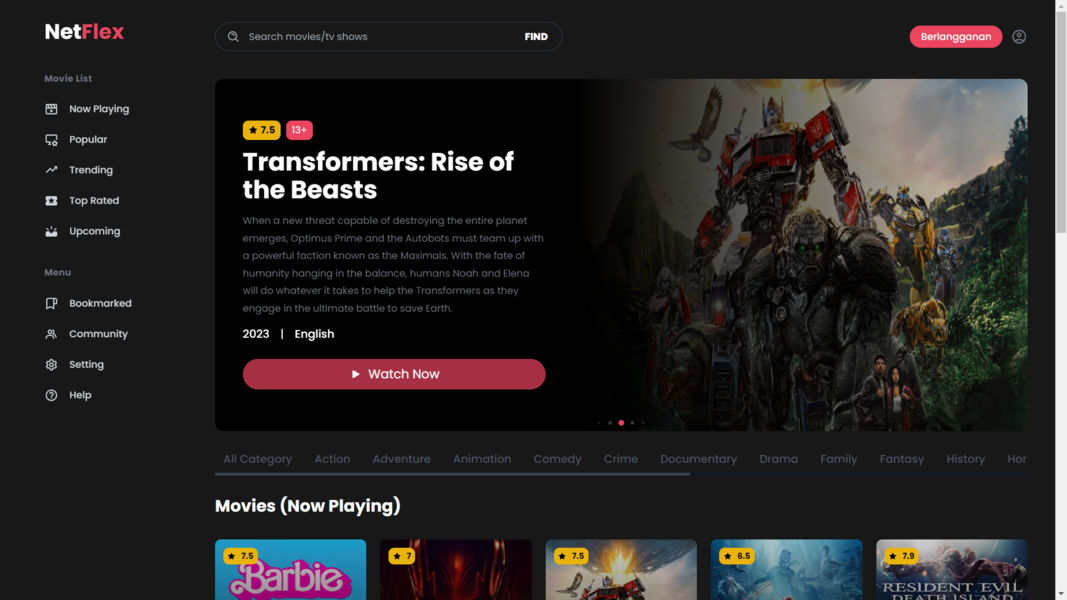 NetFlex
Search movies/tv shows
FIND
Berlangganan
Movie List
Now Playing
Popular
Trending
Top Rated
Upcoming
Menu
Bookmarked
Community
Setting
Help
7.5 13+
Transformers: Rise of
the Beasts
When a new threat capable of destroying the entire planet
emerges, Optimus Prime and the Autobots must team up with
a powerful faction known as the Maximals. With the fate of
humanity hanging in the balance, humans Noah and Elena
will do whatever it takes to help the Transformers as they
engage in the ultimate battle to save Earth.
2023 | English
Watch Now
All Category Action Adventure Animation Comedy Crime Documentary Drama Family Fantasy History Hor
Movies (Now Playing)
7.5 7 7.5 6.5 7.9
Barbie
RESIDENT EVIL
DEATH ISLAND